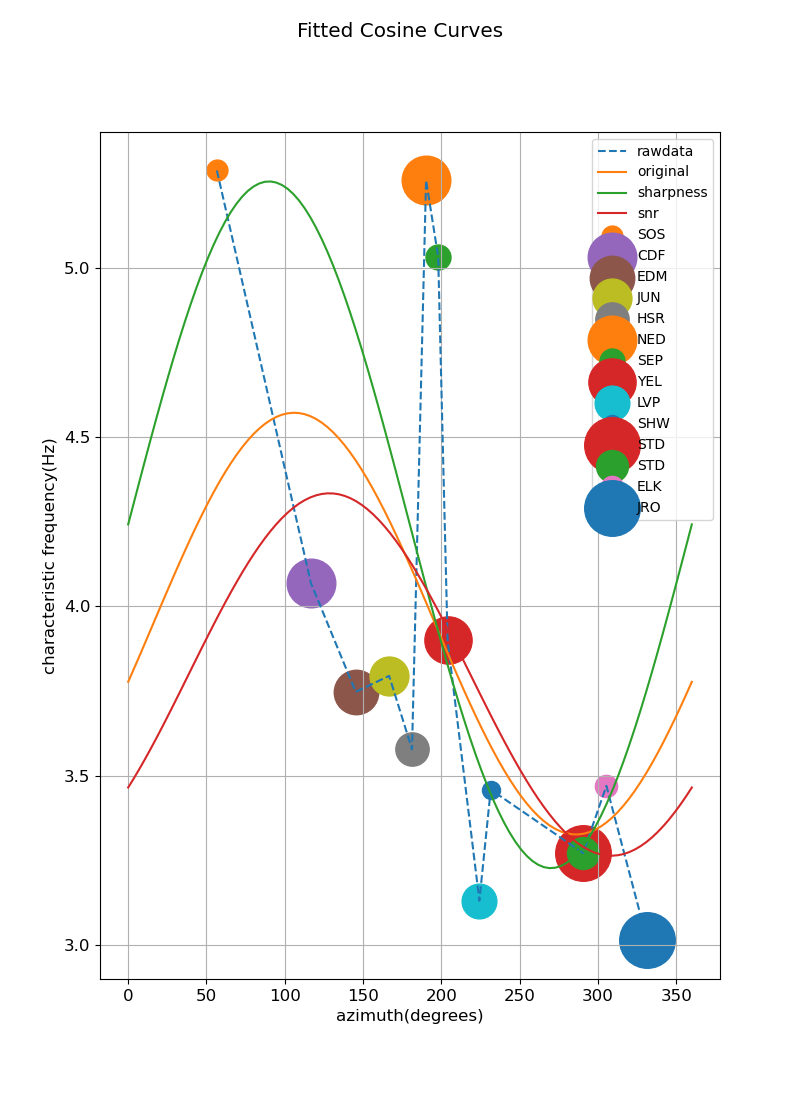 Fitted Cosine Curves
rawdata
original
sharpness
snr
SOS
CDF
EDM
JUN
HSR
NED
SEP
YEL
LVP
SHW
STD
STD
ELK
JRO
characteristic frequency(Hz)
5.0
4.5
4.0
3.5
3.0
0 50 100 150 200 250 300 350
azimuth(degrees)